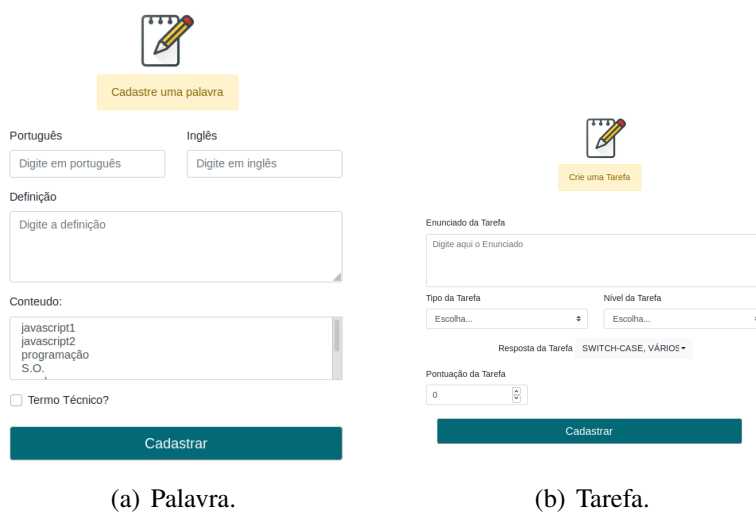 Cadastre uma palavra
Português
Inglês
Digite em português
Digite em inglês
Definição
Digite a definição
Conteudo:
javascript1
javascript2
programação
S.O.
Termo Técnico?
Cadastrar
(a) Palavra.
Crie uma Tarefa
Enunciado da Tarefa
Digite aqui o Enunciado
Tipo da Tarefa
Nível da Tarefa
Escolha...
Escolha...
Resposta da Tarefa SWITCH-CASE, VÁRIOS
Pontuação da Tarefa
0
Cadastrar
(b) Tarefa.